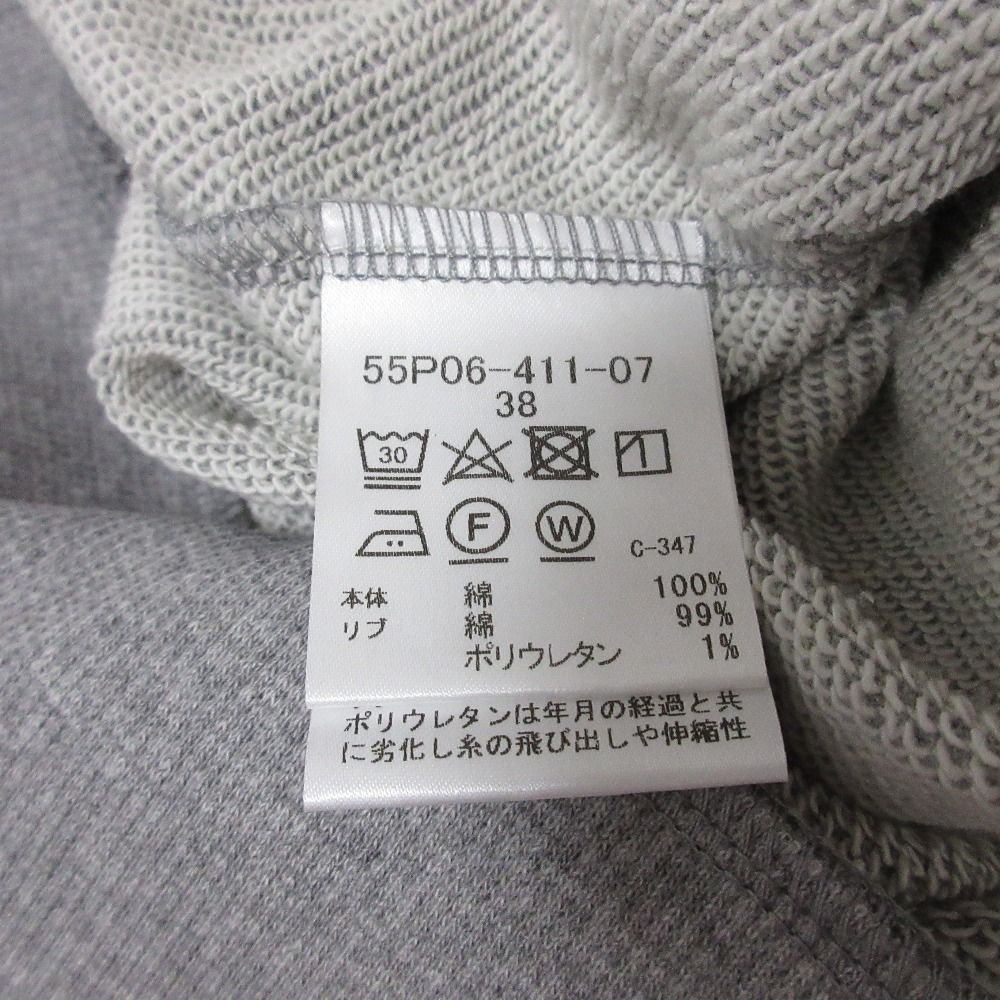 55P06-411-07
38
30
F W C-347
本体 綿 100%
リブ 綿 99%
ポリウレタン 1%
ポリウレタンは年月の経過と共
に劣化し糸の飛び出しや伸縮性